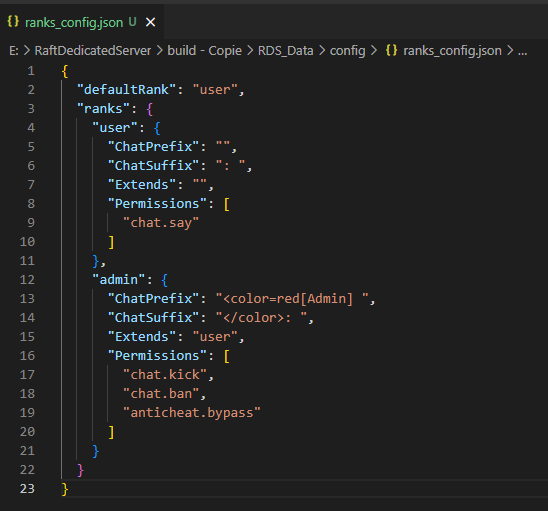 ranks_config.json U
E: > RaftDedicatedServer > build - Copie > RDS_Data > config > {} ranks_config.json > ...
1 {
2 "defaultRank": "user",
3 "ranks": {
4 "user": {
5 "ChatPrefix": "",
6 "ChatSuffix": ": ",
7 "Extends": "",
8 "Permissions": [
9 "chat.say"
10 ]
11 },
12 "admin": {
13 "ChatPrefix": "<color=red[Admin] ",
14 "ChatSuffix": "</color>: ",
15 "Extends": "user",
16 "Permissions": [
17 "chat.kick",
18 "chat.ban",
19 "anticheat.bypass"
20 ]
21 }
22 }
23 }